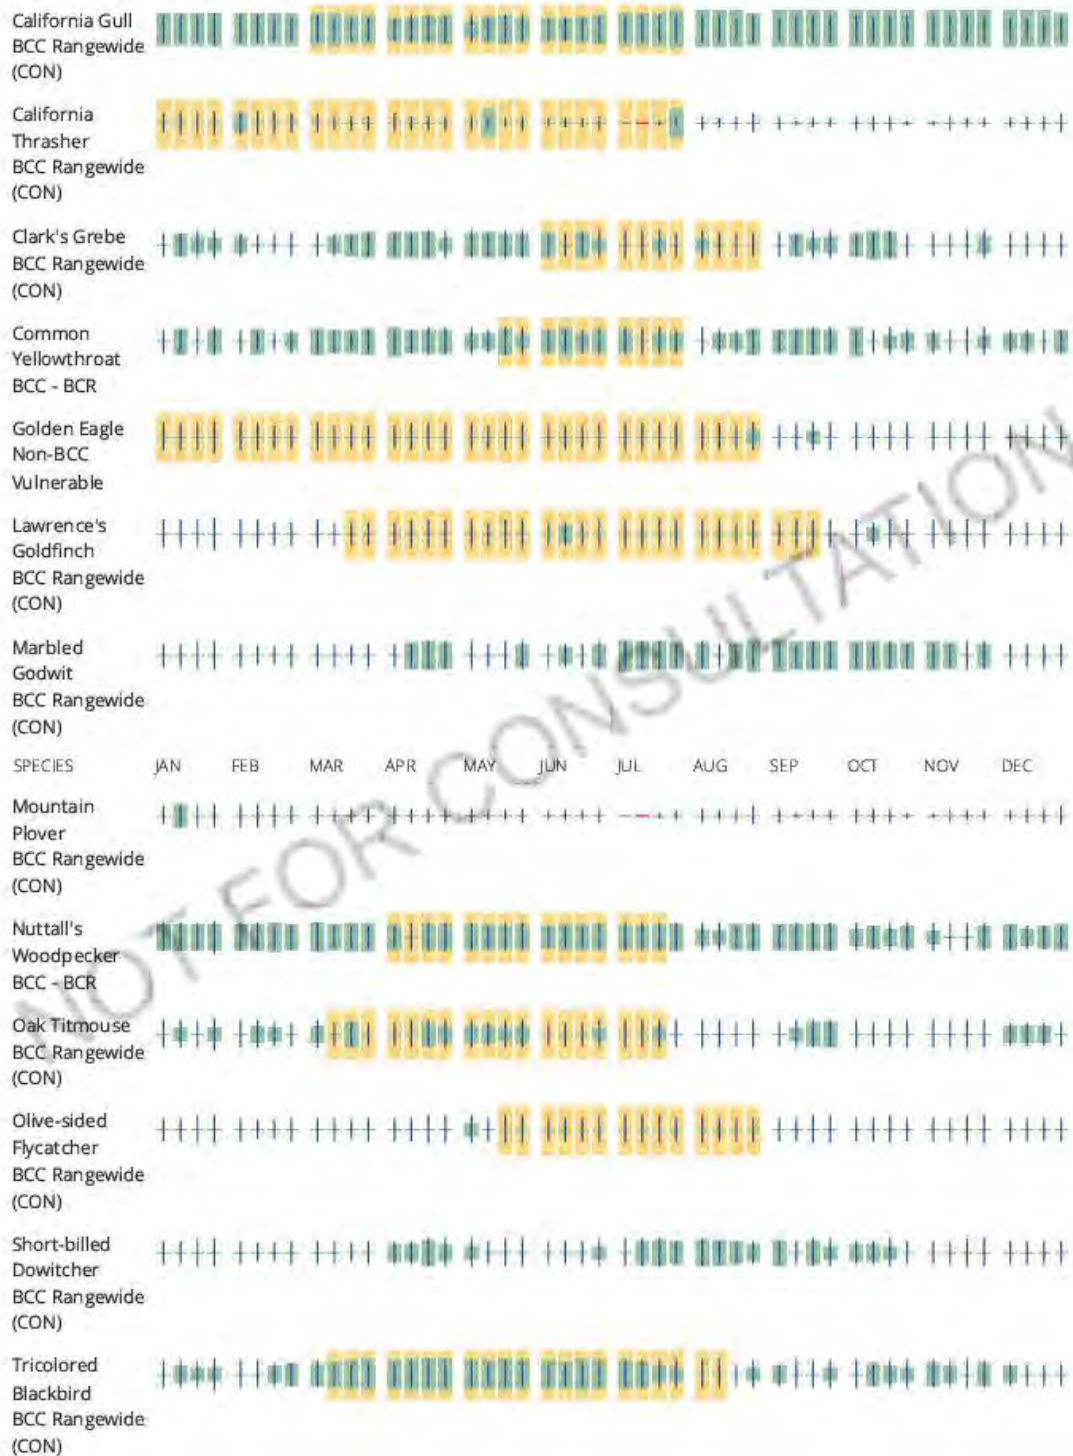 California Gull
BCC Rangewide
(CON)
California
Thrasher
BCC Rangewide
(CON)
Clark's Grebe
BCC Rangewide
(CON)
Common
Yellowthroat
BCC - BCR
Golden Eagle
Non-BCC
Vulnerable
Lawrence's
Goldfinch
BCC Rangewide
(CON)
Marbled
Godwit
BCC Rangewide
(CON)
SPECIES JAN FEB MAR APR MAY JUN JUL AUG SEP OCT NOV DEC
Mountain
Plover
BCC Rangewide
(CON)
Nuttall's
Woodpecker
BCC - BCR
Oak Titmouse
BCC Rangewide
(CON)
Olive-sided
Flycatcher
BCC Rangewide
(CON)
Short-billed
Dowitcher
BCC Rangewide
(CON)
Tricolored
Blackbird
BCC Rangewide
(CON)
NOT FOR CONSULTATION